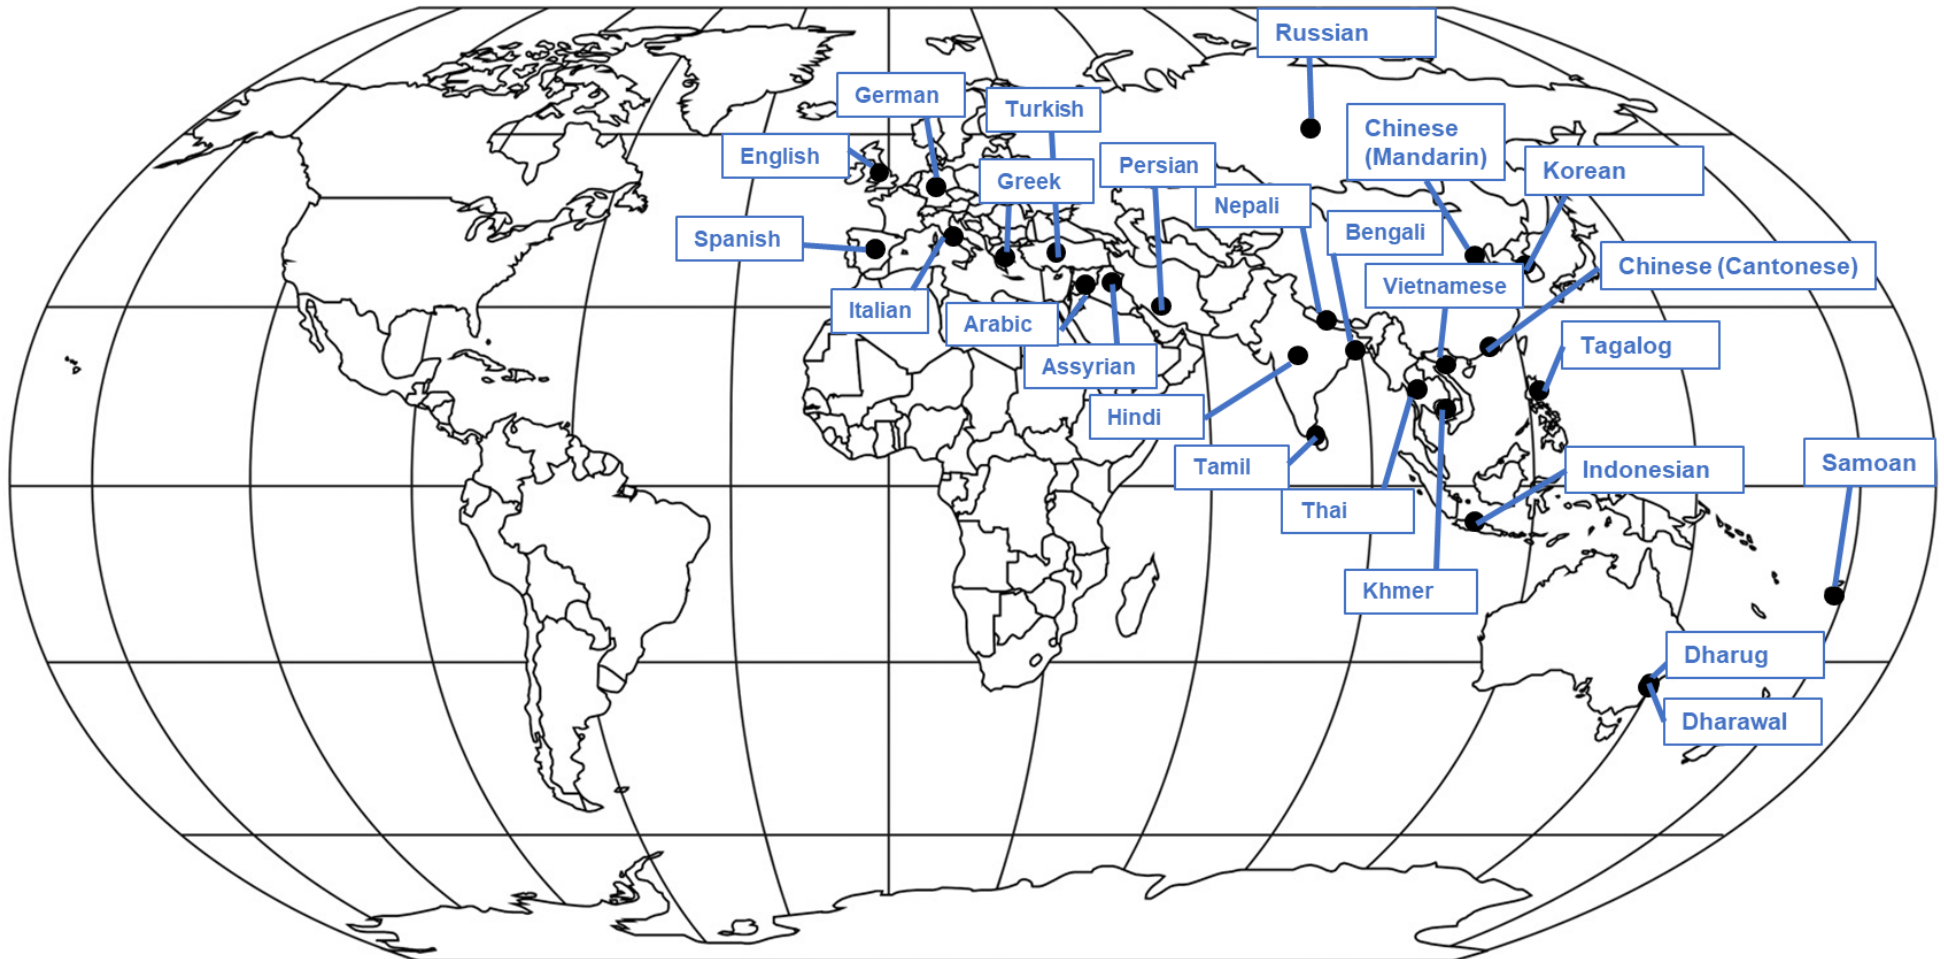 Russian
German
Turkish
Chinese
(Mandarin)
English
Greek
Persian
Korean
Nepali
Spanish
Bengali
Chinese (Cantonese)
Vietnamese
Italian
Arabic
Tagalog
Assyrian
Hindi
Tamil
Indonesian
Samoan
Thai
Khmer
Dharug
Dharawal